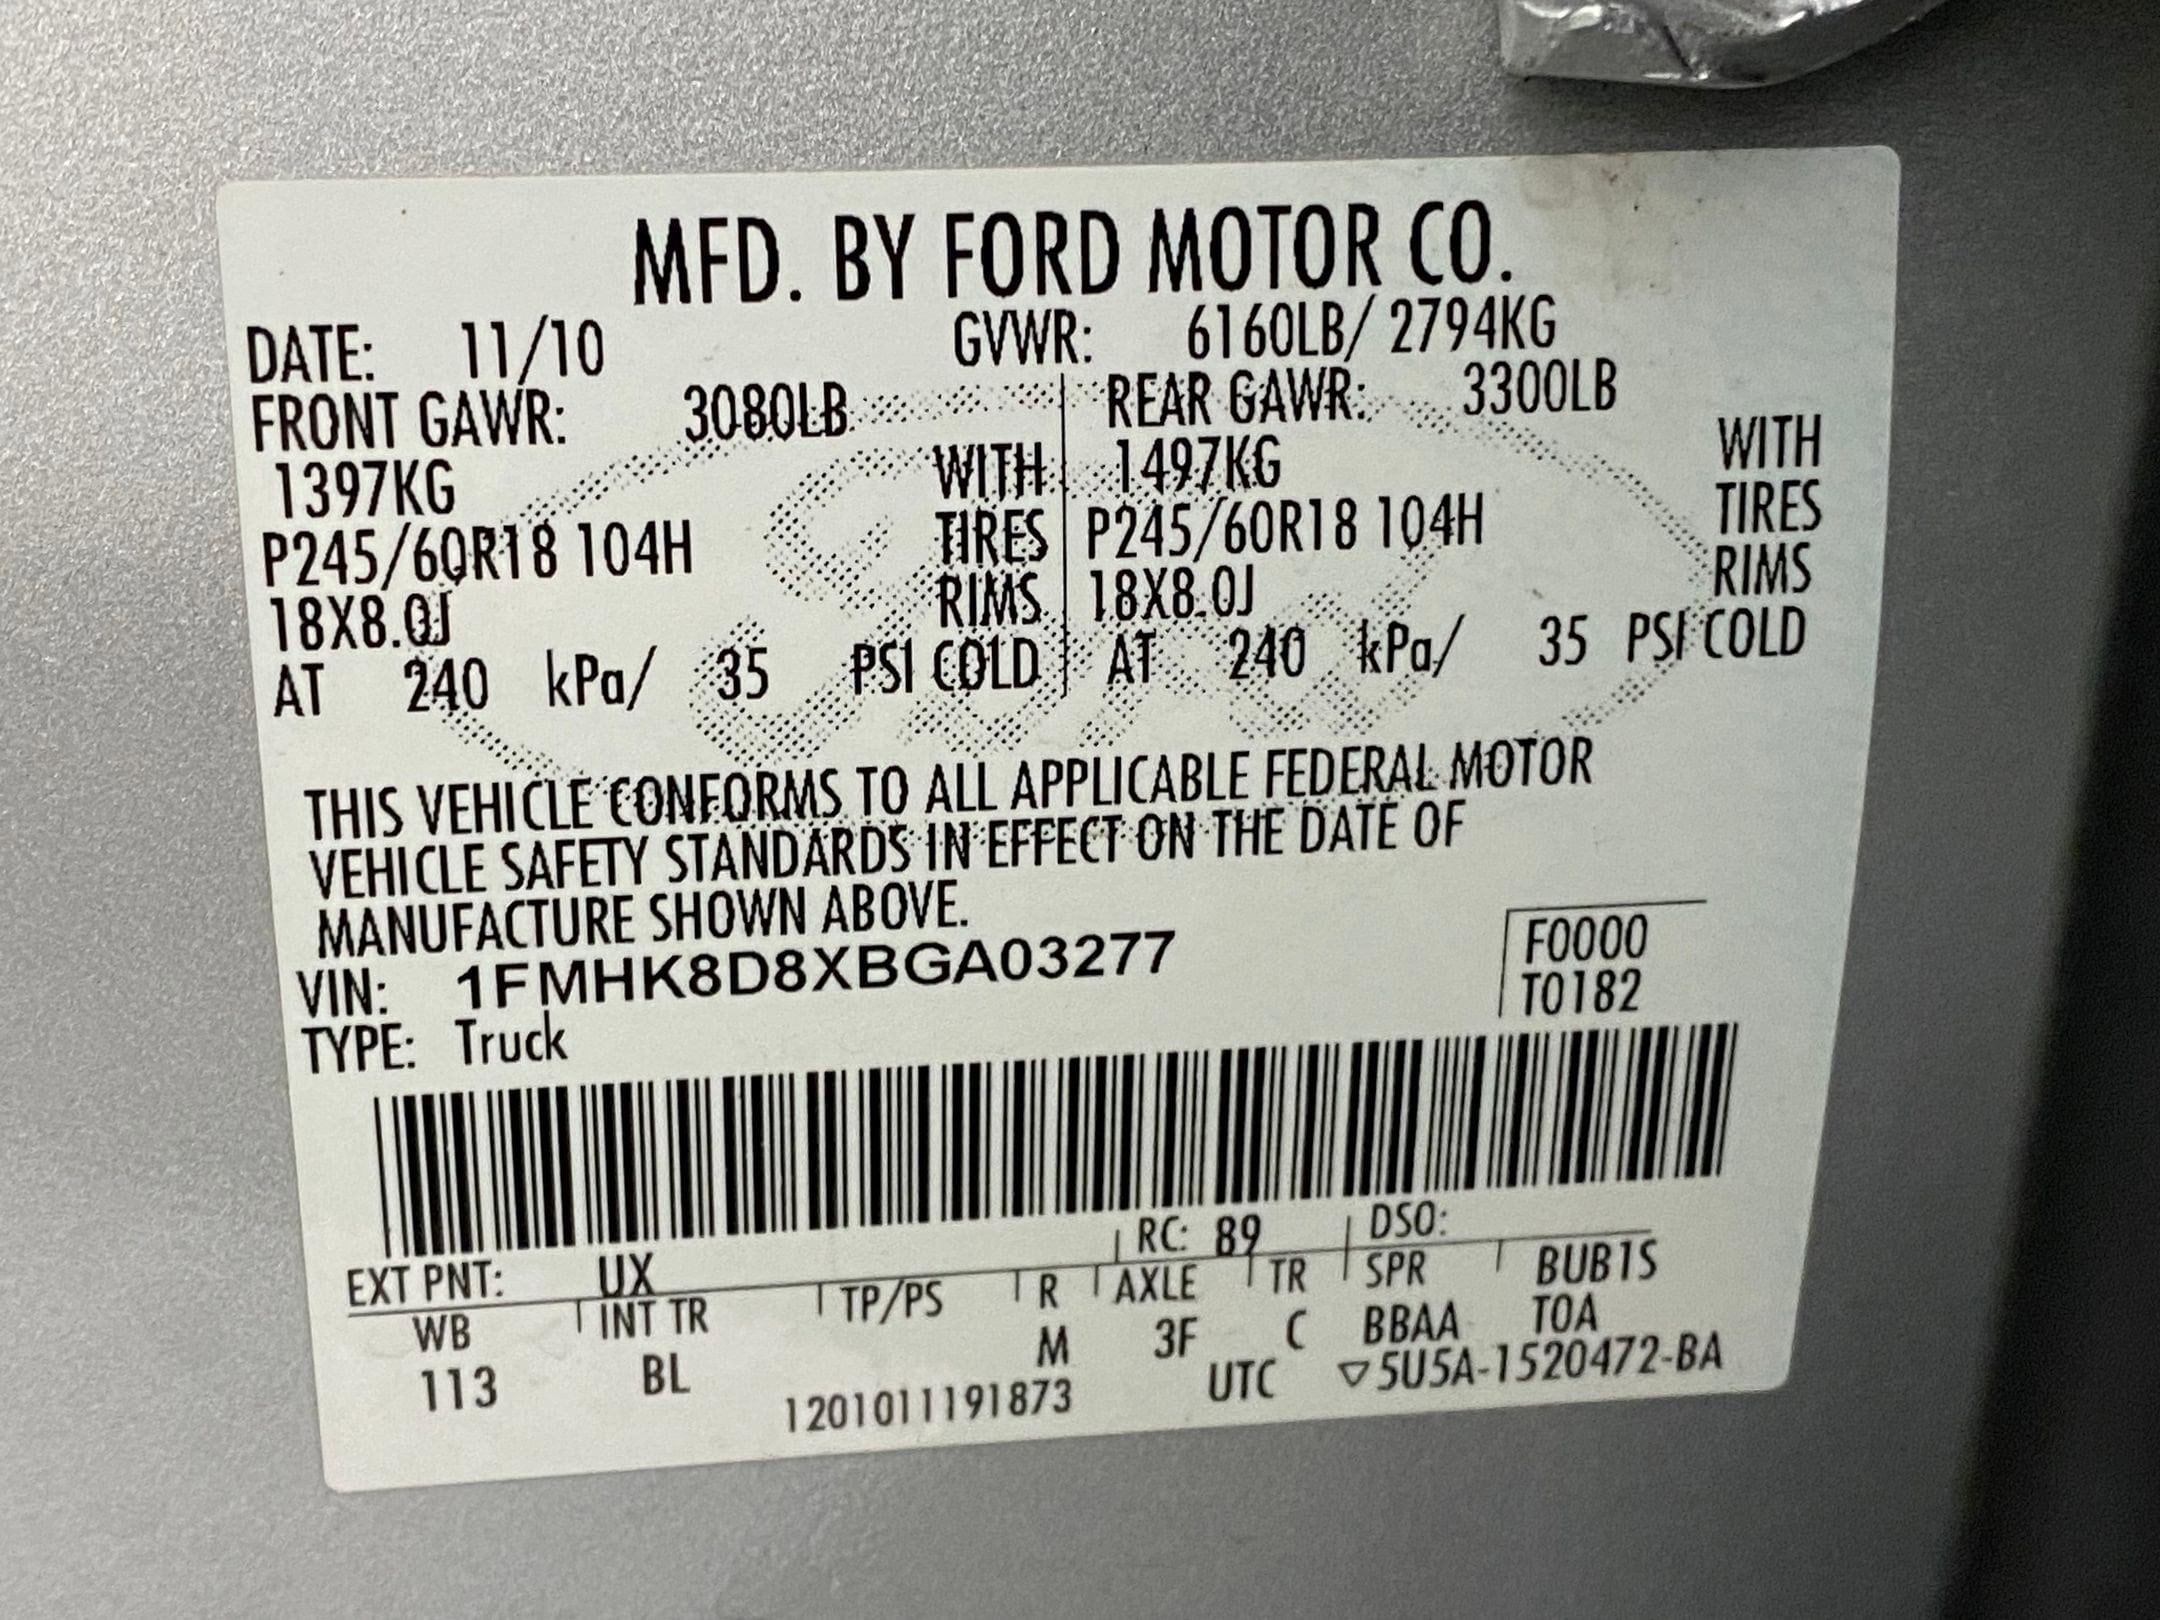 MFD. BY FORD MOTOR CO.
DATE: 11/10 GVWR: 6160LB/ 2794KG
FRONT GAWR: 3080LB REAR GAWR: 3300LB
1397KG WITH 1497KG WITH
P245/60R18 104H TIRES P245/60R18 104H TIRES
18X8.0J RIMS 18X8.0J RIMS
AT 240 kPa/ 35 PSI COLD AT 240 kPa/ 35 PSI COLD
THIS VEHICLE CONFORMS TO ALL APPLICABLE FEDERAL MOTOR
VEHICLE SAFETY STANDARDS IN EFFECT ON THE DATE OF
MANUFACTURE SHOWN ABOVE.
VIN: 1FMHK8D8XBGA03277 F0000
TYPE: Truck T0182
EXT PNT: UX RC: 89 DSO:
WB INT TR TP/PS R AXLE TR SPR BUB1S
113 BL M 3F C BBAA TOA
1201011191873 UTC ▽5U5A-1520472-BA